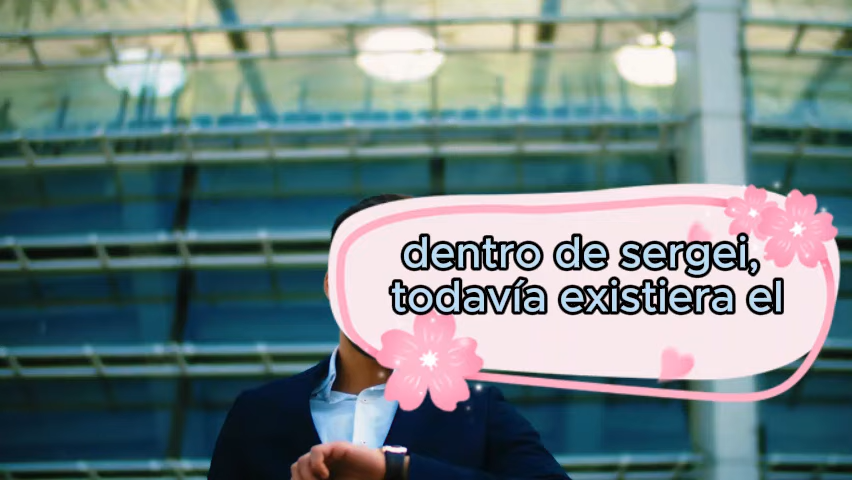 dentro de sergei,
todavía existiera el